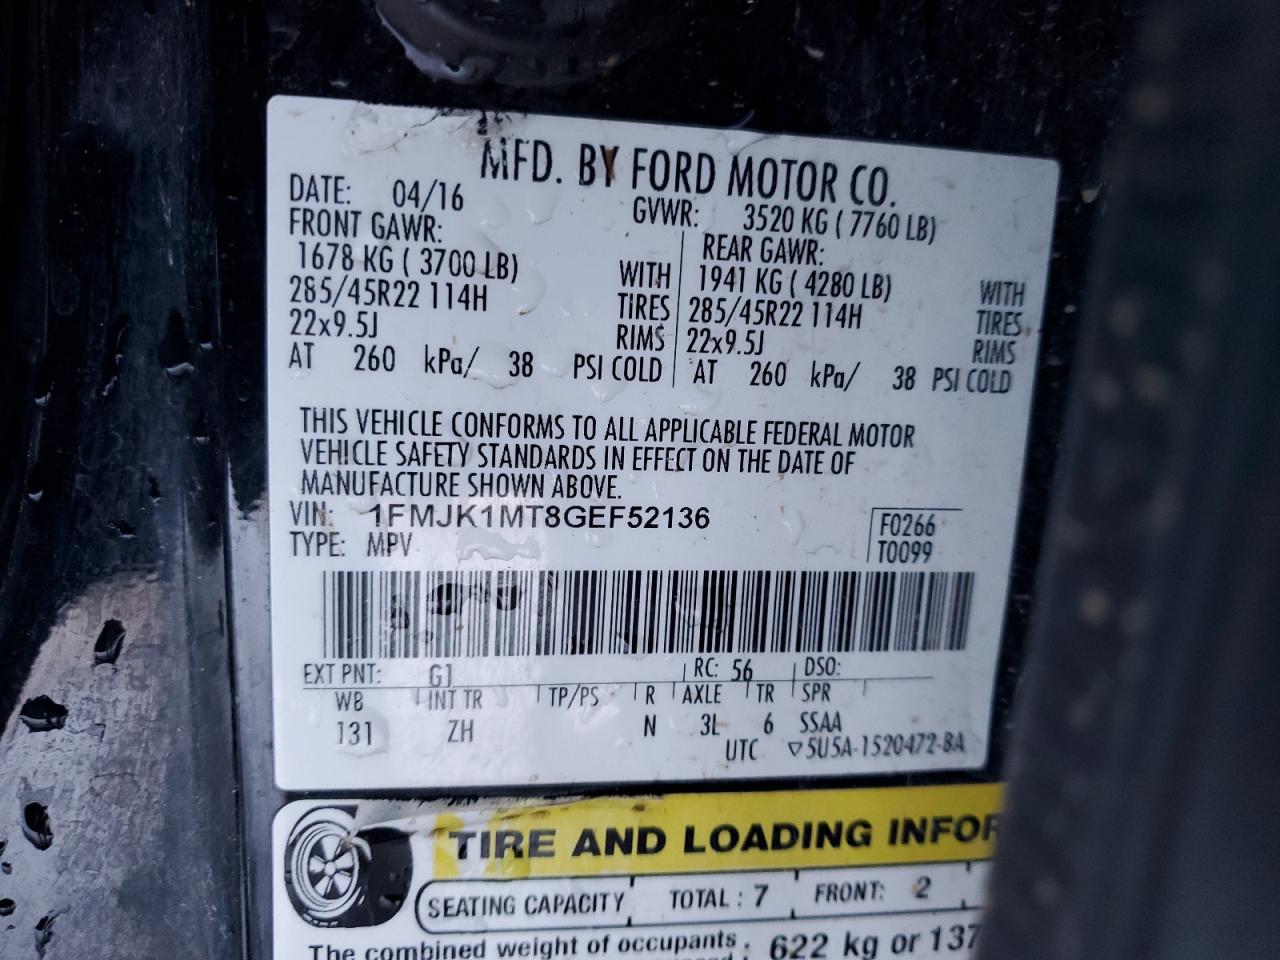 MFD. BY FORD MOTOR CO.
DATE: 04/16 GVWR: 3520 KG ( 7760 LB)
FRONT GAWR: REAR GAWR:
1678 KG ( 3700 LB) WITH 1941 KG ( 4280 LB) WITH
285/45R22 114H TIRES 285/45R22 114H TIRES
22x9.5J RIMS 22x9.5J RIMS
AT 260 kPa/ 38 PSI COLD AT 260 kPa/ 38 PSI COLD
THIS VEHICLE CONFORMS TO ALL APPLICABLE FEDERAL MOTOR
VEHICLE SAFETY STANDARDS IN EFFECT ON THE DATE OF
MANUFACTURE SHOWN ABOVE.
VIN: 1FMJK1MT8GEF52136 F0266
TYPE: MPV T0099
EXT PNT: G1 RC: 56 DSO:
WB INT TR TP/PS R AXLE TR SPR
131 ZH N 3L 6 SSAA
UTC ▽5U5A-1520472-BA
TIRE AND LOADING INFOR
SEATING CAPACITY TOTAL : 7 FRONT: 2
The combined weight of occupants 622 kg or 137